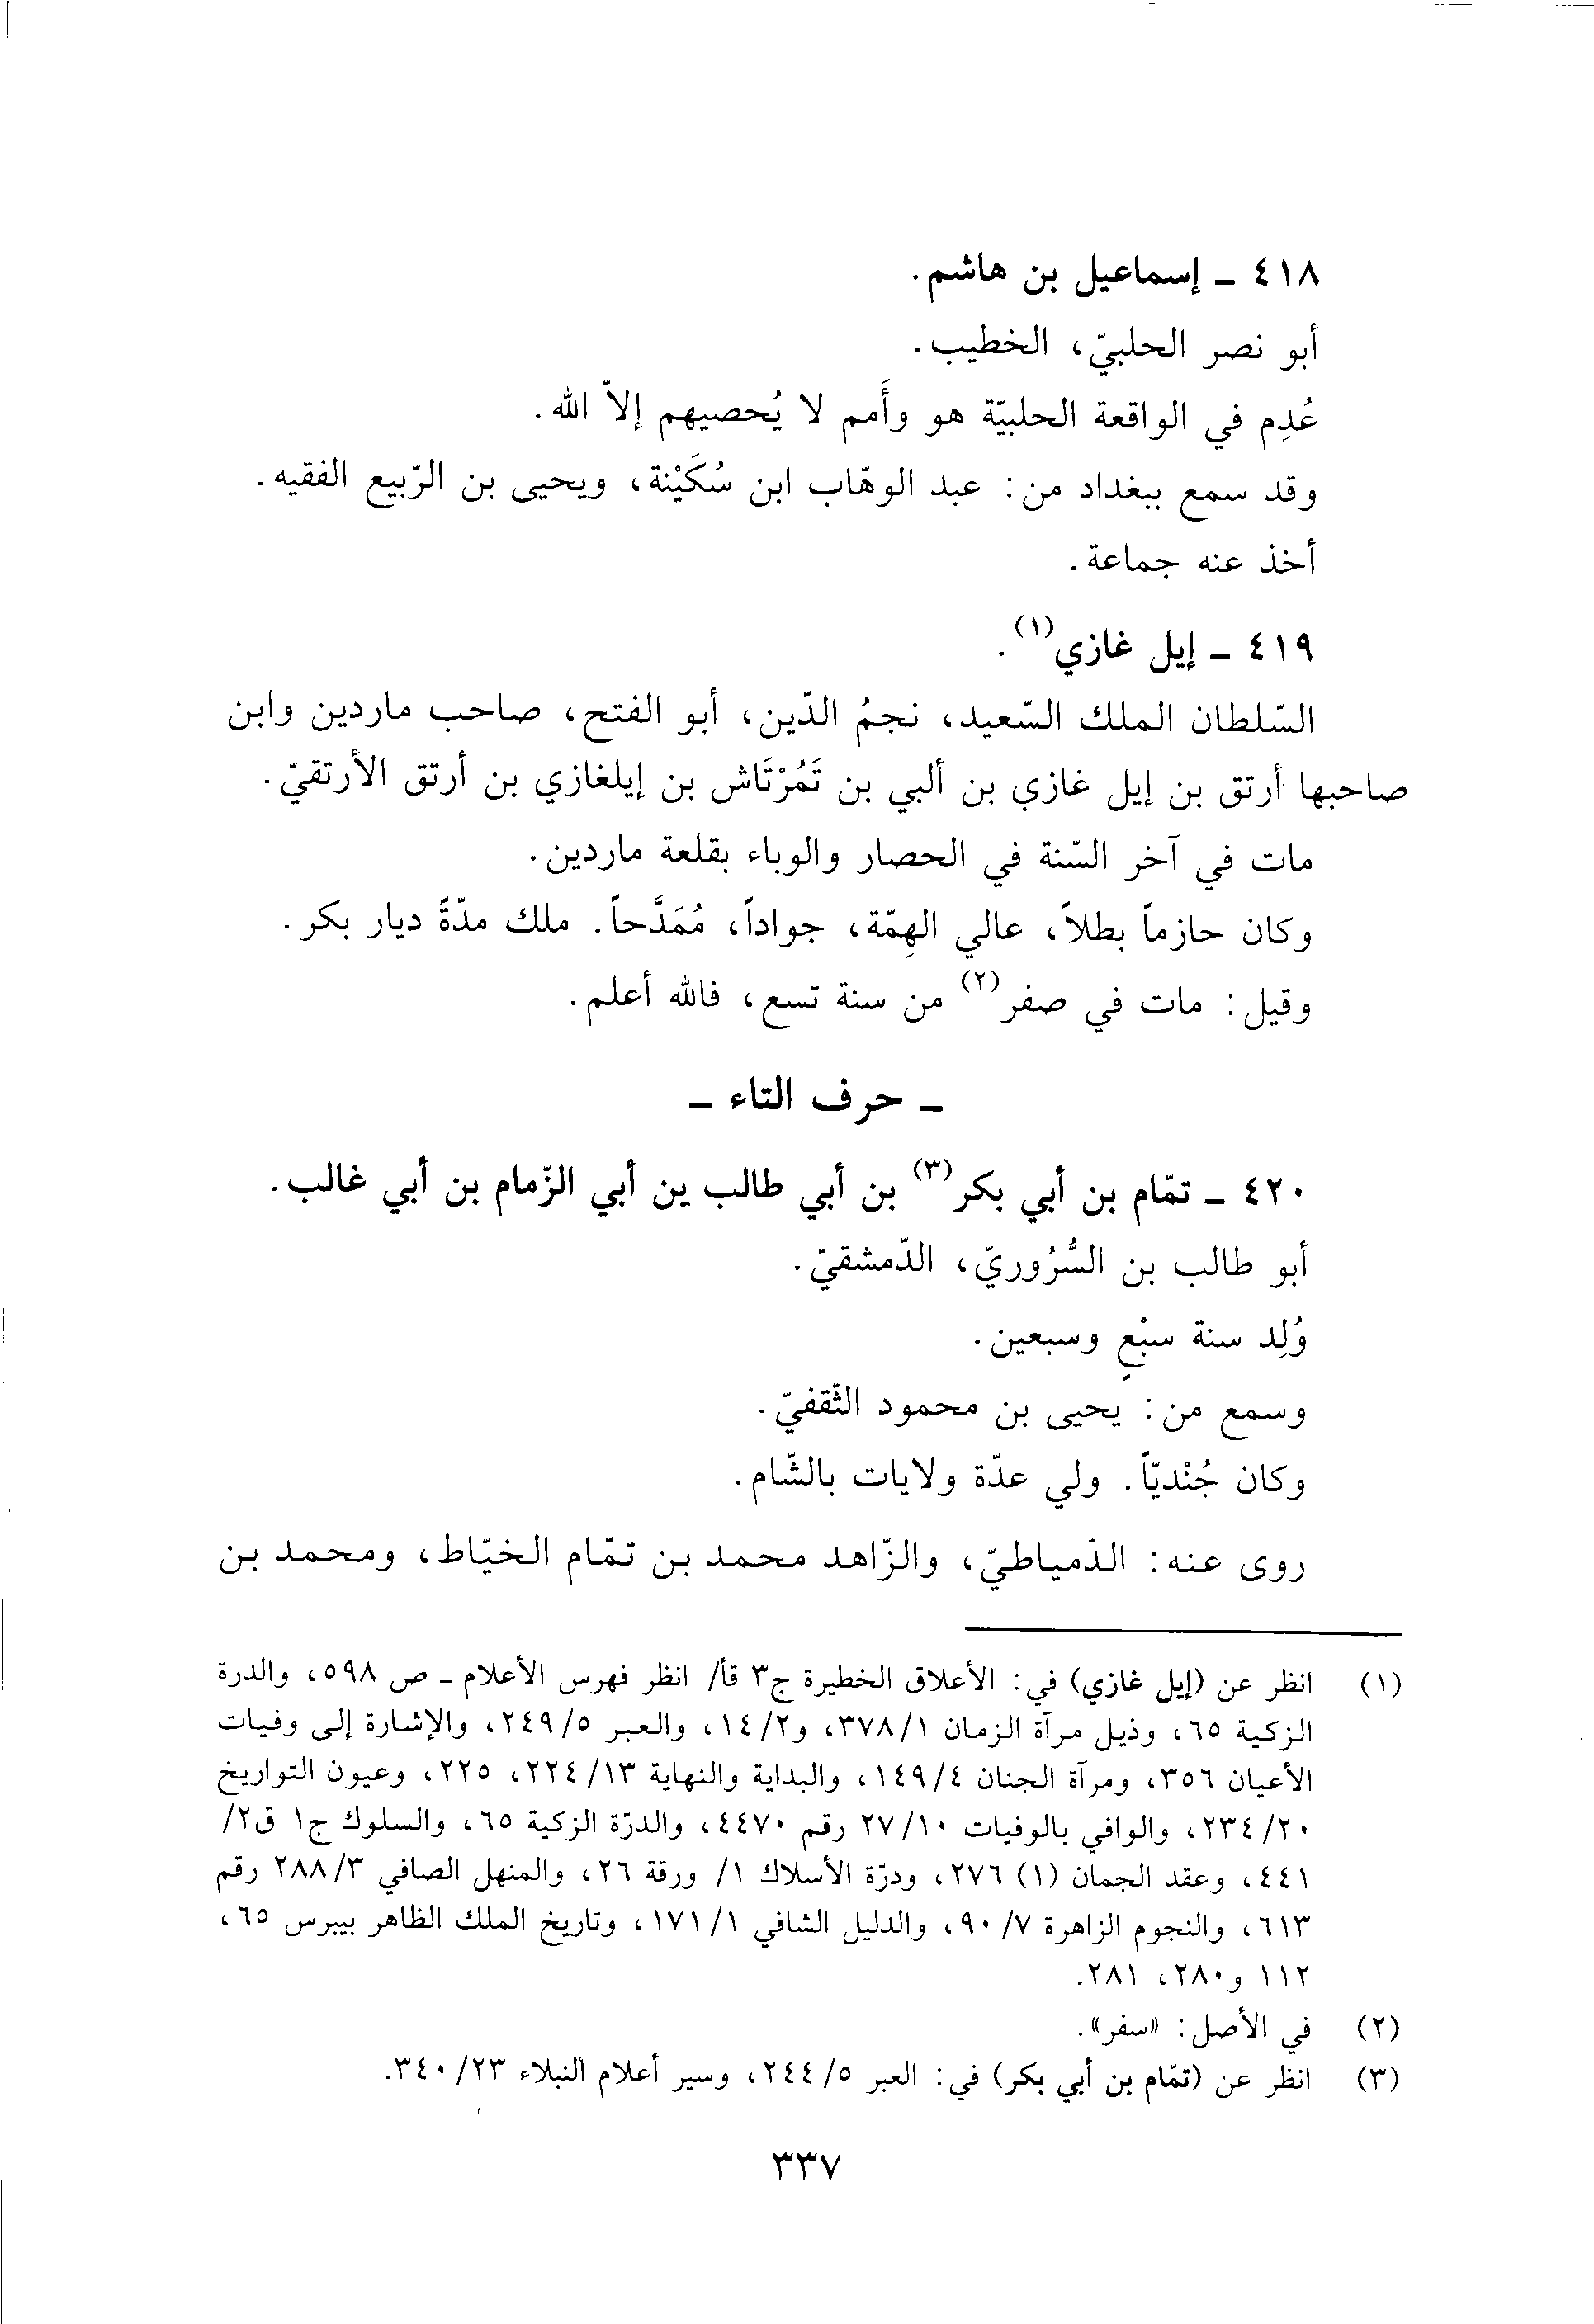 ٤١٨ - إسماعيل بن هاشم.
أبو نصر الحلبيّ، الخطيب.
عُدِم في الواقعة الحلبيّة هو وأَمم لا يُحصيهم إلاّ الله.
وقد سمع ببغداد من: عبد الوهّاب ابن سُكَيْنة، ويحيى بن الرّبيع الفقيه.
أخذ عنه جماعة.
٤١٩ - إيل غازي(١).
السّلطان الملك السّعيد، نجمُ الدّين، أبو الفتح، صاحب ماردين وابن
صاحبها أرتق بن إيل غازي بن ألبي بن تَمُرْتَاش بن إيلغازي بن أرتق الأرتقيّ.
مات في آخر السّنة في الحصار والوباء بقلعة ماردين.
وكان حازماً بطلاً، عالي الهِمّة، جواداً، مُمَدَّحاً. ملك مدّةً ديار بكر.
وقيل: مات في صفر(٢) من سنة تسع، فالله أعلم.
- حرف التاء -
٤٢٠ - تمّام بن أبي بكر(٣) بن أبي طالب ين أبي الزّمام بن أبي غالب.
أبو طالب بن السُّرُوريّ، الدّمشقيّ.
وُلِد سنة سبْعٍ وسبعين.
وسمع من: يحيى بن محمود الثّقفيّ.
وكان جُنْديّاً. ولي عدّة ولايات بالشّام.
روى عنه: الدّمياطيّ، والزّاهد محمد بن تمّام الخيّاط، ومحمد بن
(١) انظر عن (إيل غازي) في: الأعلاق الخطيرة ج٣ قأ/ انظر فهرس الأعلام - ص ٥٩٨، والدرة
الزكية ٦٥، وذيل مرآة الزمان ٣٧٨/١، و١٤/٢، والعبر ٢٤٩/٥، والإشارة إلى وفيات
الأعيان ٣٥٦، ومرآة الجنان ١٤٩/٤، والبداية والنهاية ٢٢٤/١٣، ٢٢٥، وعيون التواريخ
٢٣٤/٢٠، والوافي بالوفيات ٢٧/١٠ رقم ٤٤٧٠، والدرّة الزكية ٦٥، والسلوك ج١ ق٢/
٤٤١، وعقد الجمان (١) ٢٧٦، ودرّة الأسلاك ١/ ورقة ٢٦، والمنهل الصافي ٢٨٨/٣ رقم
٦١٣، والنجوم الزاهرة ٩٠/٧، والدليل الشافي ١٧١/١، وتاريخ الملك الظاهر بيبرس ٦٥،
١١٢ و٢٨٠، ٢٨١.
(٢) في الأصل: «سفر».
(٣) انظر عن (تمّام بن أبي بكر) في: العبر ٢٤٤/٥، وسير أعلام النبلاء ٣٤٠/٢٣.
٣٣٧